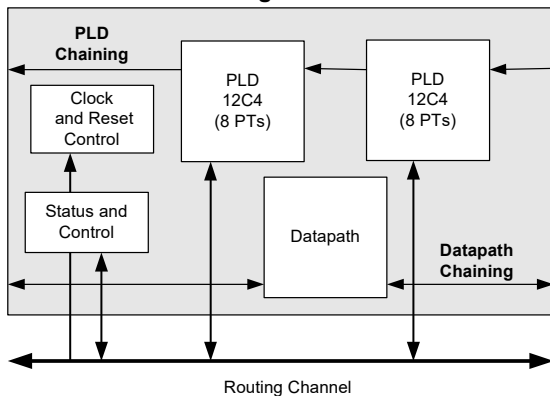 PLD
Chaining
PLD
12C4
(8 PTs)
PLD
12C4
(8 PTs)
Clock
and Reset
Control
Status and
Control
Datapath
Datapath
Chaining
Routing Channel